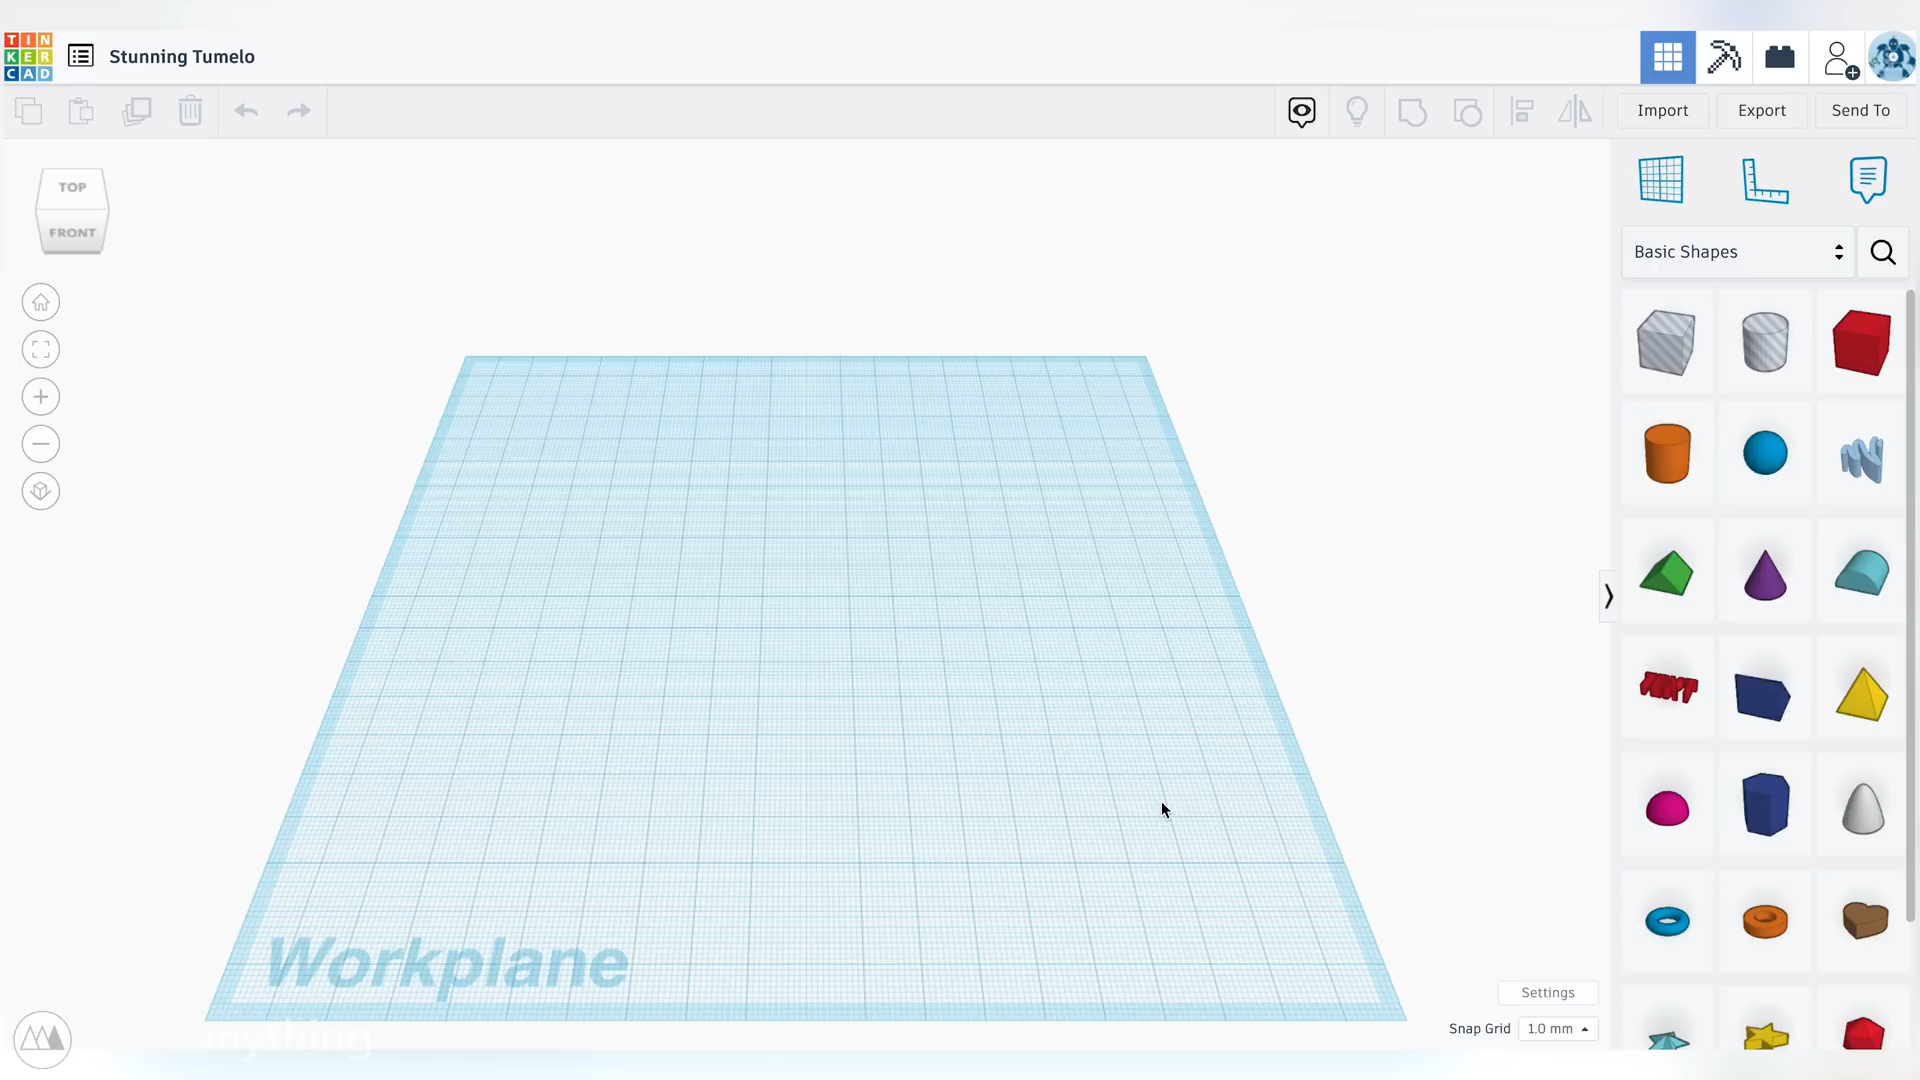 TIN
KER
CAD
Stunning Tumelo
Import
Export
Send To
TOP
FRONT
Basic Shapes
TEXT
Workplane
Settings
Snap Grid
1.0 mm